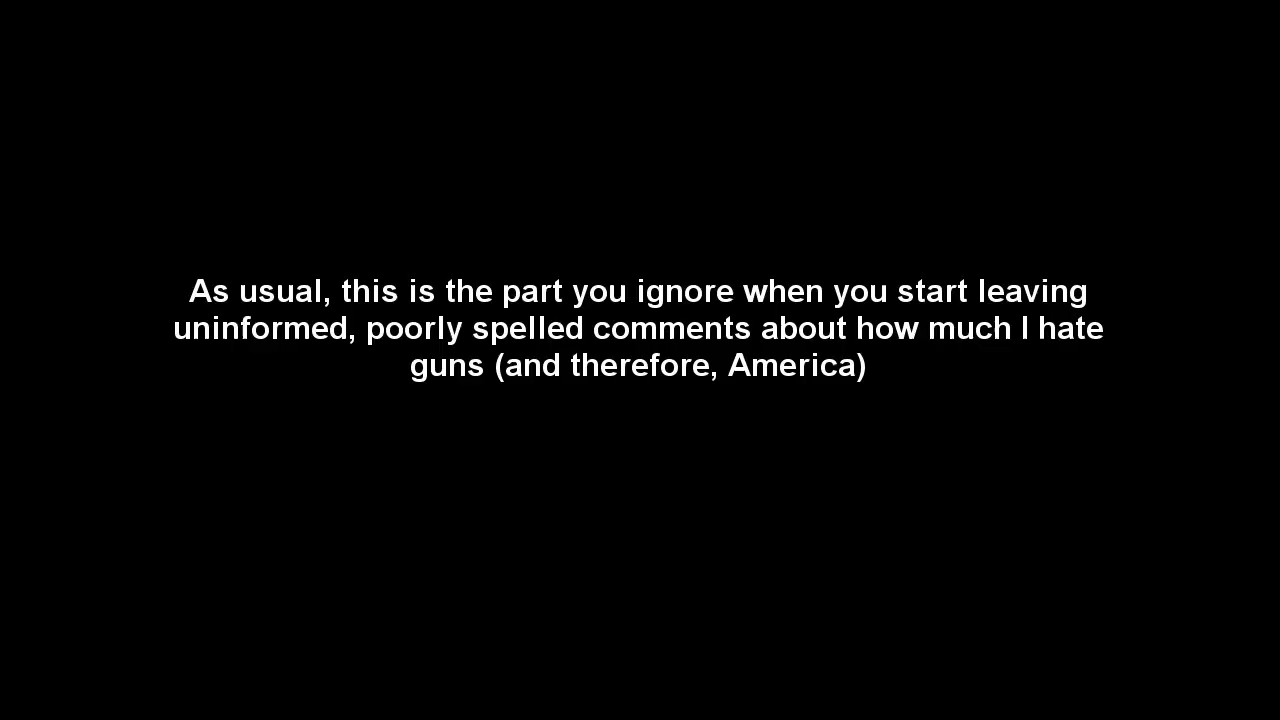 As usual, this is the part you ignore when you start leaving
uninformed, poorly spelled comments about how much I hate
guns (and therefore, America)